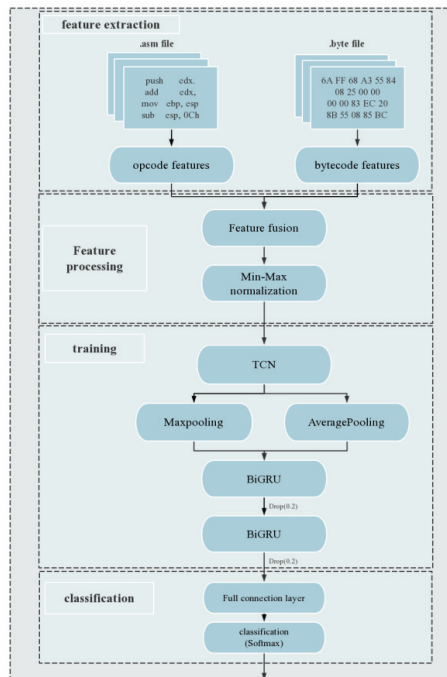 feature extraction
.asm file
.byte file
push edx.
add edx,
mov ebp, esp
sub esp, 0Ch
6A FF 68 A3 55 84
08 25 00 00
00 00 83 EC 20
8B 55 08 85 BC
opcode features
bytecode features
Feature fusion
Feature
processing
Min-Max
normalization
training
TCN
Maxpooling
AveragePooling
BiGRU
Drop(0.2)
BiGRU
Drop(0.2)
classification
Full connection layer
classification
(Softmax)